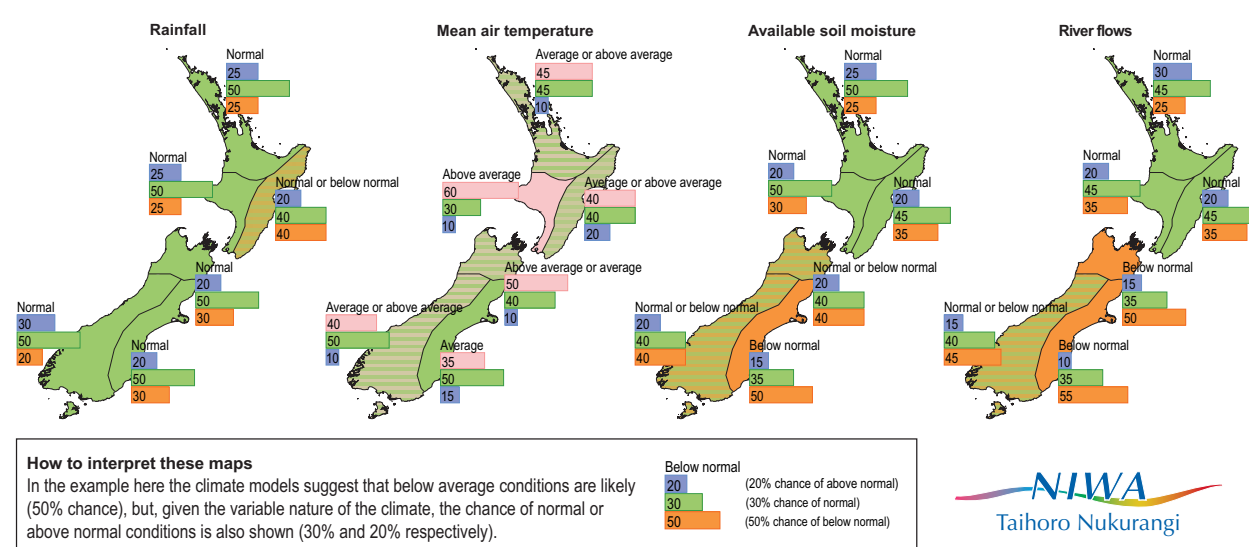 Rainfall
Normal
25
50
25
Normal
25
50
25
Normal or below normal
20
40
40
Normal
20
50
30
Normal
30
50
20
Normal
20
50
30
Mean air temperature
Average or above average
45
45
10
Above average
60
30
10
Average or above average
40
40
20
Above average or average
50
40
10
Average or above average
40
50
10
Average
35
50
15
Available soil moisture
Normal
25
50
25
Normal
20
50
30
Normal
20
45
35
Normal or below normal
20
40
40
Normal or below normal
20
40
40
Below normal
15
35
50
River flows
Normal
30
45
25
Normal
20
45
35
Normal
20
45
35
Below normal
15
35
50
Normal or below normal
15
40
45
Below normal
10
35
55
How to interpret these maps
In the example here the climate models suggest that below average conditions are likely
(50% chance), but, given the variable nature of the climate, the chance of normal or
above normal conditions is also shown (30% and 20% respectively).
Below normal
20 (20% chance of above normal)
30 (30% chance of normal)
50 (50% chance of below normal)
NIWA
Taihoro Nukurangi